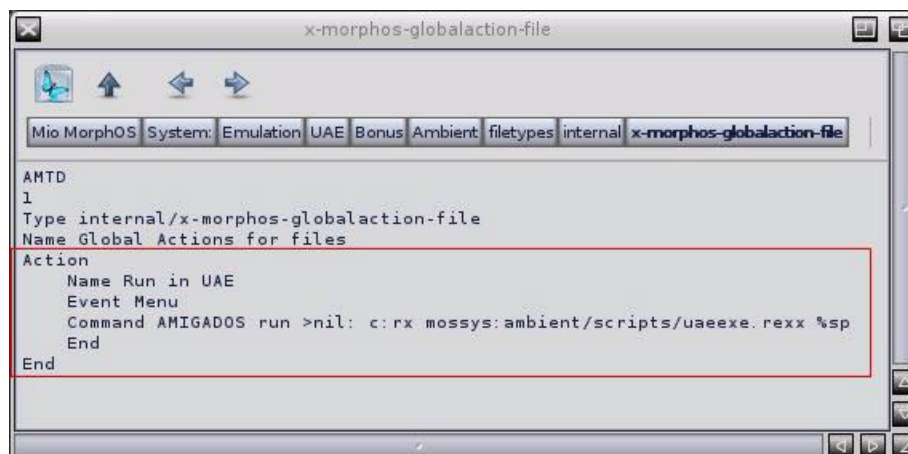 x-morphos-globalaction-file
Mio MorphOS System: Emulation UAE Bonus Ambient filetypes internal x-morphos-globalaction-file
AMTD
1
Type internal/x-morphos-globalaction-file
Name Global Actions for files
Action
Name Run in UAE
Event Menu
Command AMIGADOS run >nil: c:rx mossys:ambient/scripts/uaeexe.rexx %sp
End
End